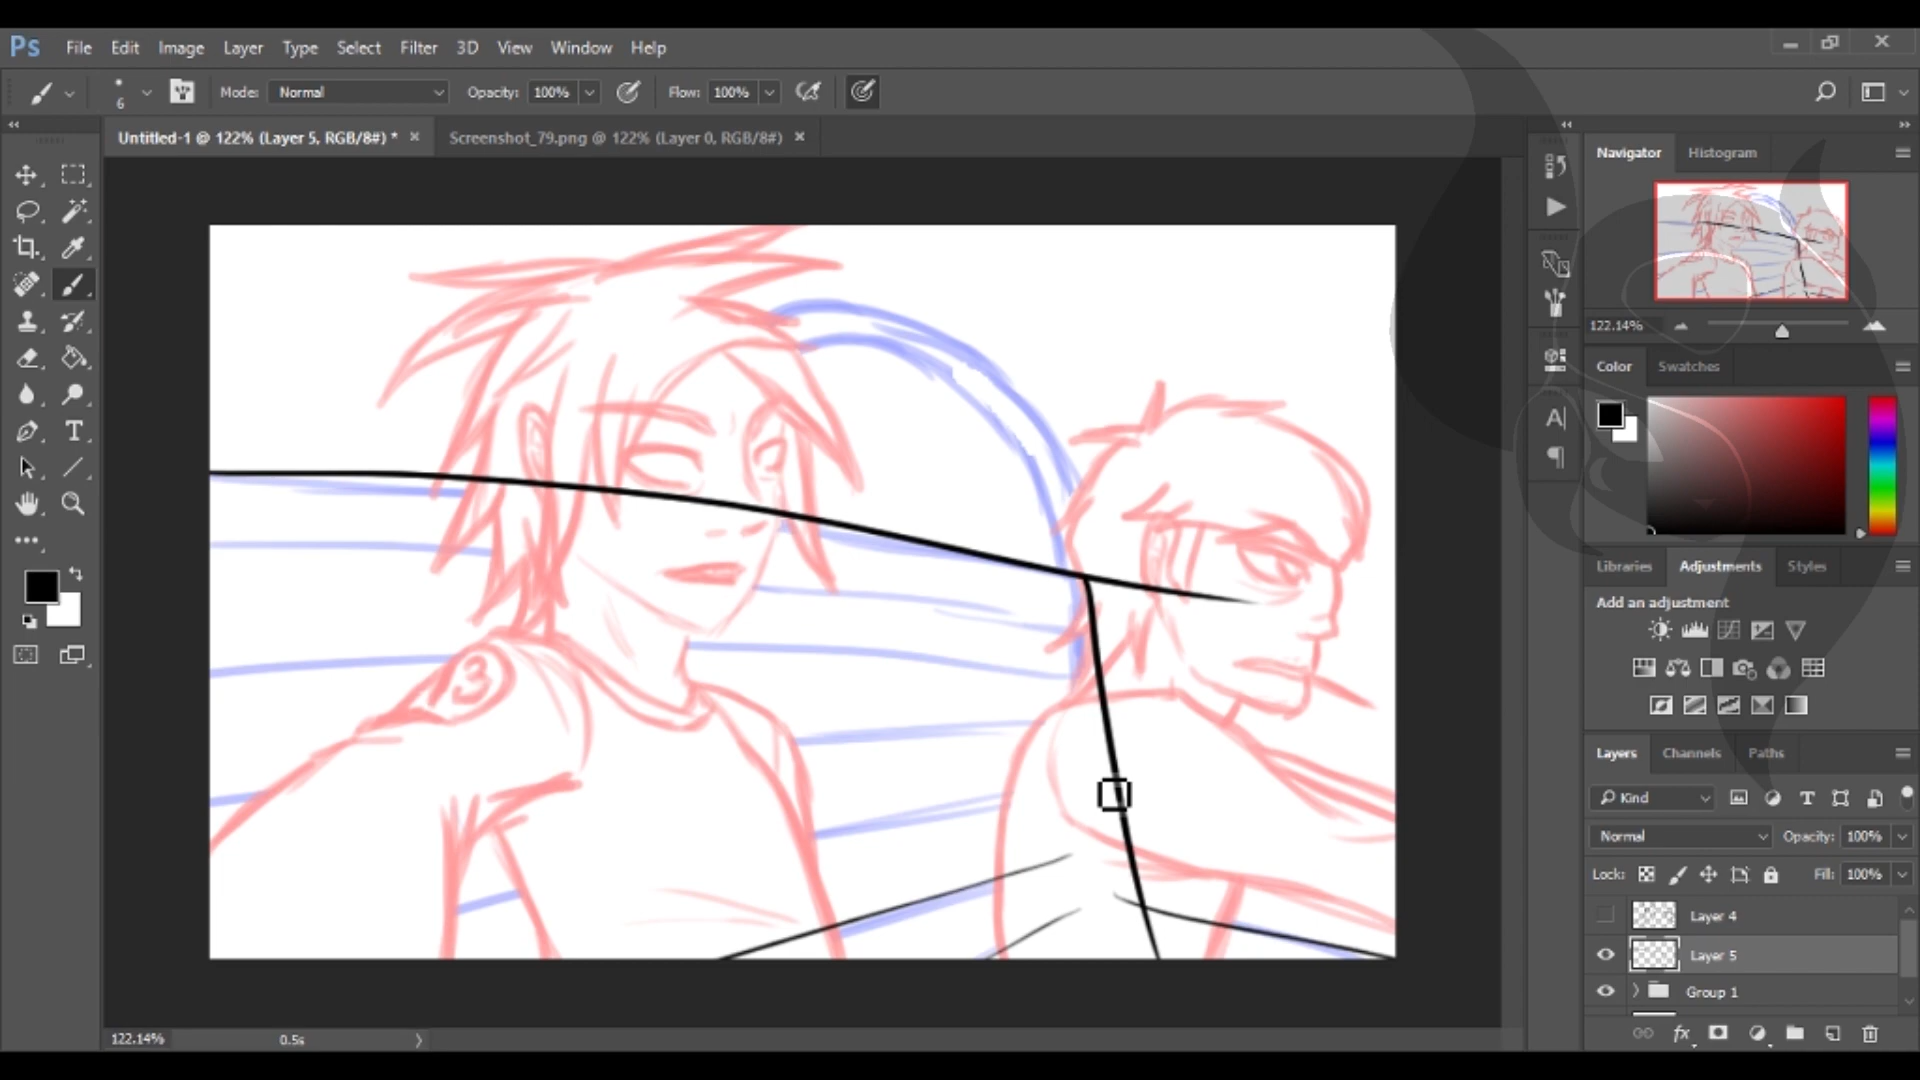 Ps File Edit Image Layer Type Select Filter 3D View Window Help
6 Mode: Normal Opacity: 100% Flow: 100%
Untitled-1 @ 122% (Layer 5, RGB/8#) * × Screenshot_79.png @ 122% (Layer 0, RGB/8#) ×
Navigator Histogram
122.14%
Color Swatches
Libraries Adjustments Styles
Add an adjustment
3
Layers Channels Paths
Kind
Normal Opacity: 100%
Lock: Fill: 100%
Layer 4
Layer 5
Group 1
122.14% 0.5s